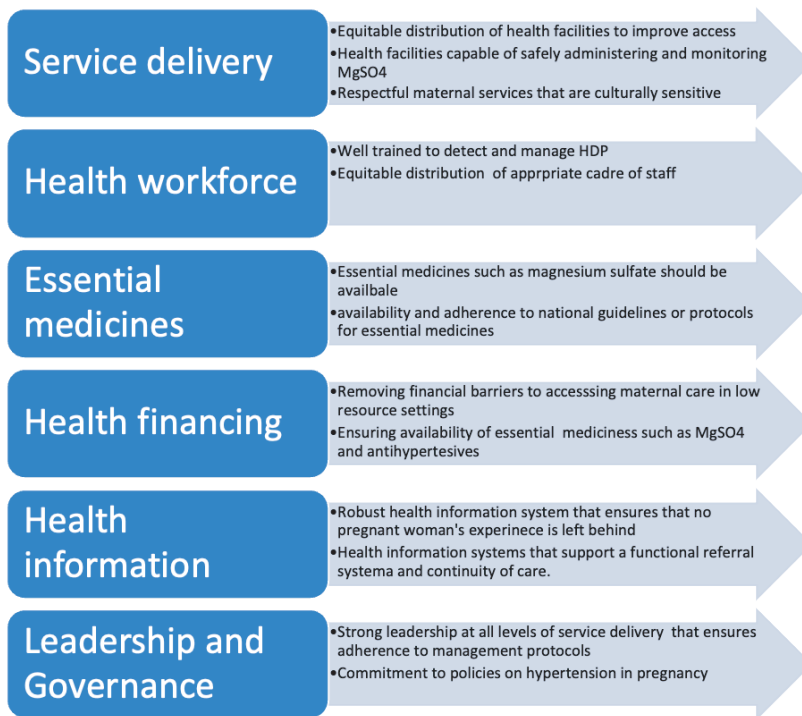 Service delivery
•Equitable distribution of health facilities to improve access
•Health facilities capable of safely administering and monitoring
MgSO4
•Respectful maternal services that are culturally sensitive
Health workforce
•Well trained to detect and manage HDP
•Equitable distribution of apprpriate cadre of staff
Essential
medicines
•Essential medicines such as magnesium sulfate should be
availbale
•availability and adherence to national guidelines or protocols
for essential medicines
Health financing
•Removing financial barriers to accesssing maternal care in low
resource settings
•Ensuring availability of essential mediciness such as MgSO4
and antihypertesives
Health
information
•Robust health information system that ensures that no
pregnant woman's experinece is left behind
•Health information systems that support a functional referral
systema and continuity of care.
Leadership and
Governance
•Strong leadership at all levels of service delivery that ensures
adherence to management protocols
•Commitment to policies on hypertension in pregnancy